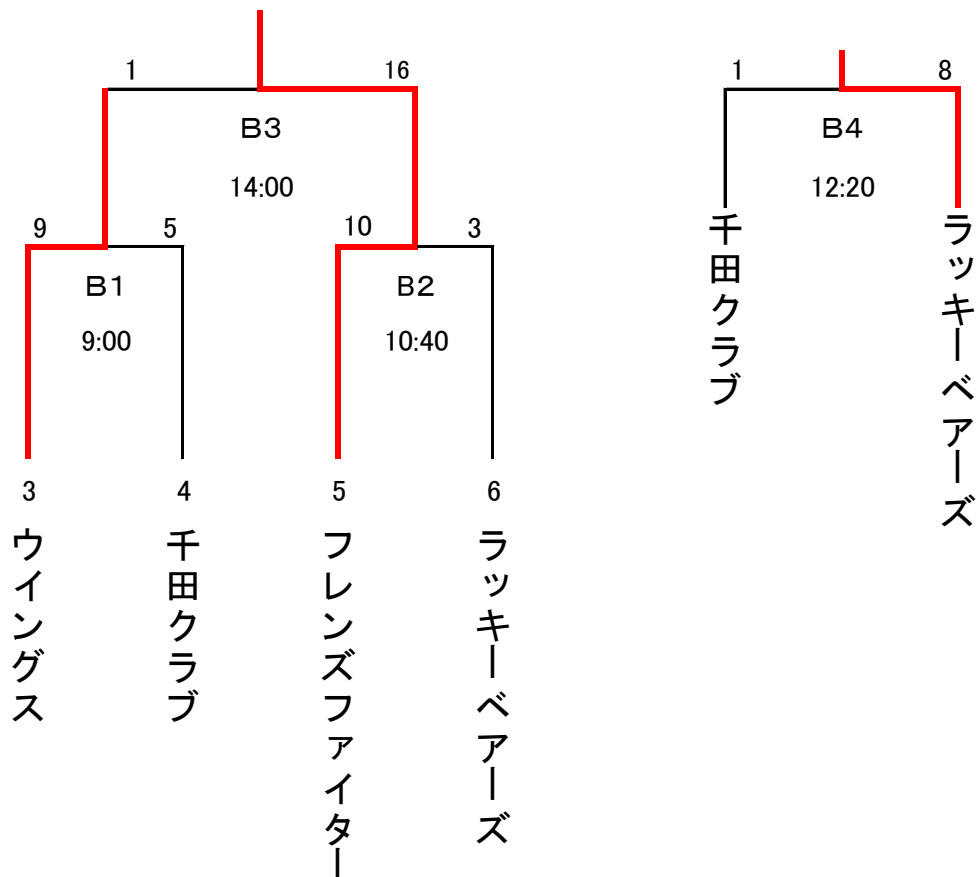 1 16
B3
14:00
9 5 10 3
B1 B2
9:00 10:40
3 4 5 6
ウイングス
千田クラブ
フレンズファイター
ラッキーベアーズ
1 8
B4
12:20
千田クラブ
ラッキーベアーズ